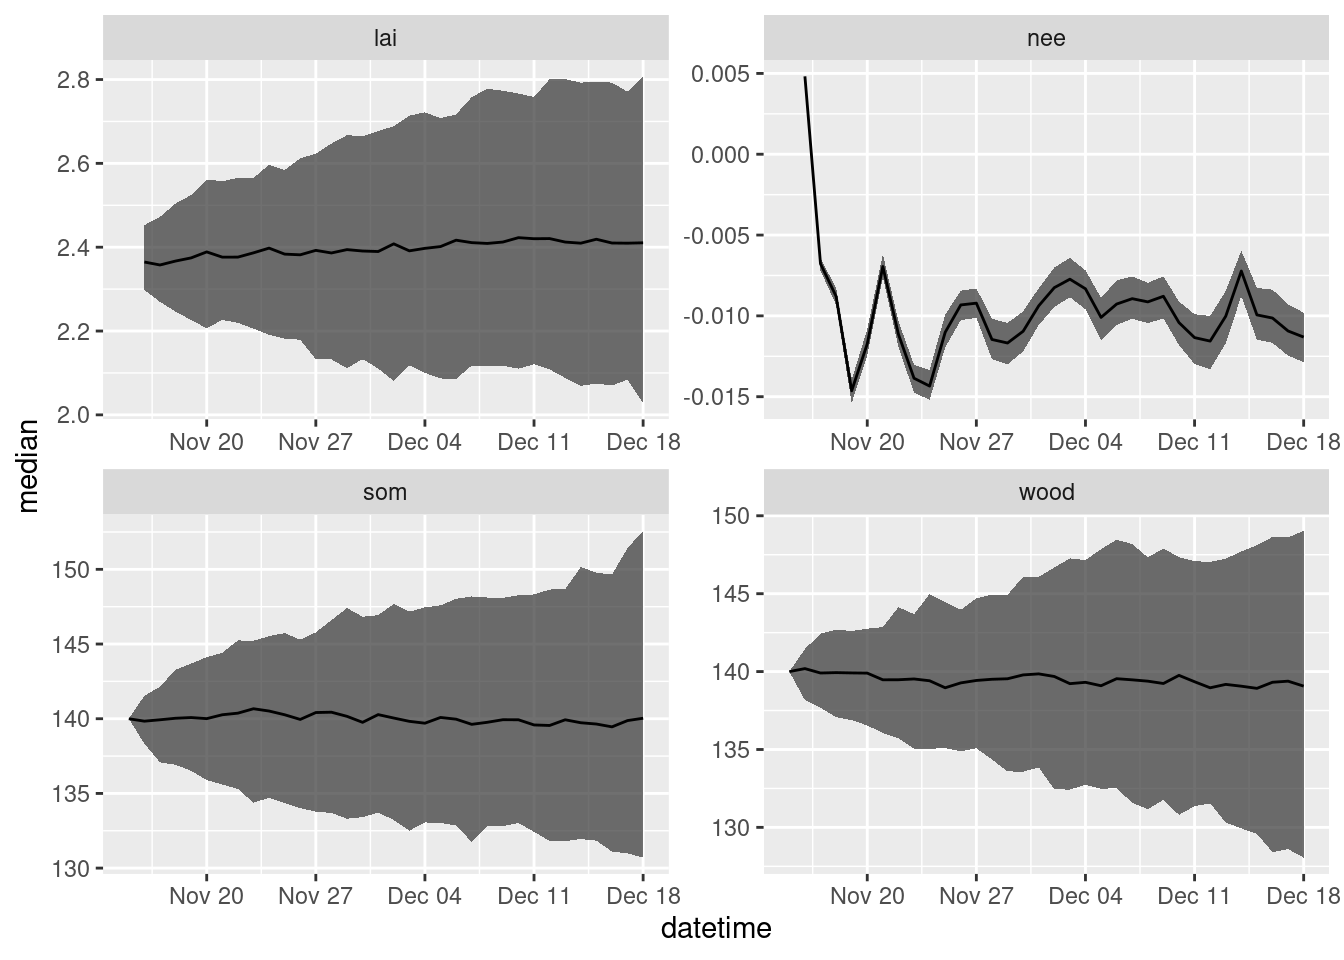 lai
nee
2.8
2.6
2.4
2.2
2.0
0.005
0.000
-0.005
-0.010
-0.015
Nov 20 Nov 27 Dec 04 Dec 11 Dec 18
Nov 20 Nov 27 Dec 04 Dec 11 Dec 18
median
som
wood
150
145
140
135
130
150
145
140
135
130
Nov 20 Nov 27 Dec 04 Dec 11 Dec 18
Nov 20 Nov 27 Dec 04 Dec 11 Dec 18
datetime